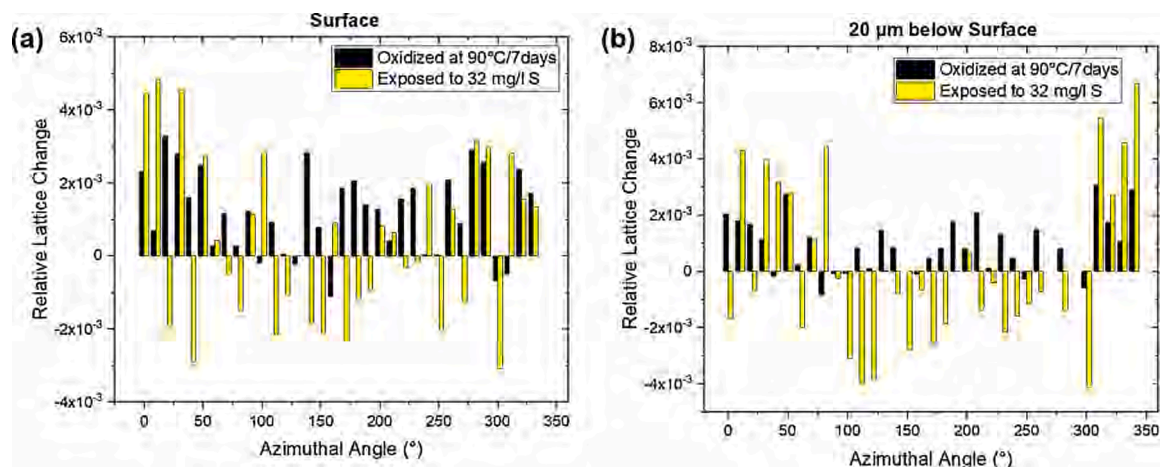 (a)
Surface
Relative Lattice Change
6x10⁻³
4x10⁻³
2x10⁻³
0
-2x10⁻³
-4x10⁻³
Oxidized at 90°C/7days
Exposed to 32 mg/l S
0 50 100 150 200 250 300 350
Azimuthal Angle (°)
(b)
20 µm below Surface
Relative Lattice Change
8x10⁻³
6x10⁻³
4x10⁻³
2x10⁻³
0
-2x10⁻³
-4x10⁻³
Oxidized at 90°C/7days
Exposed to 32 mg/l S
0 50 100 150 200 250 300 350
Azimuthal Angle (°)